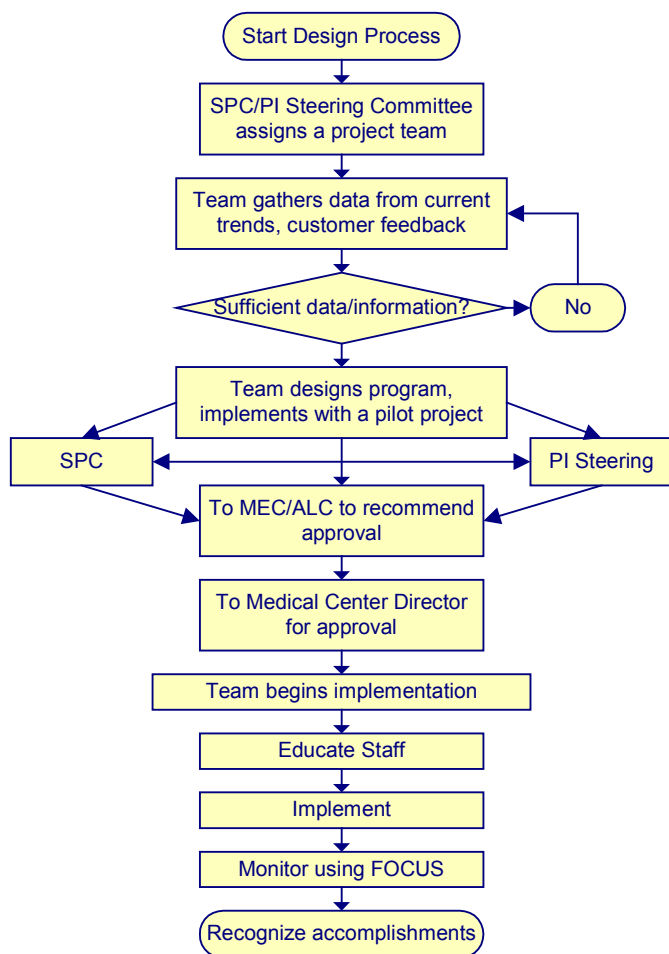 Start Design Process
SPC/PI Steering Committee
assigns a project team
Team gathers data from current
trends, customer feedback
Sufficient data/information?
No
Team designs program,
implements with a pilot project
SPC
PI Steering
To MEC/ALC to recommend
approval
To Medical Center Director
for approval
Team begins implementation
Educate Staff
Implement
Monitor using FOCUS
Recognize accomplishments